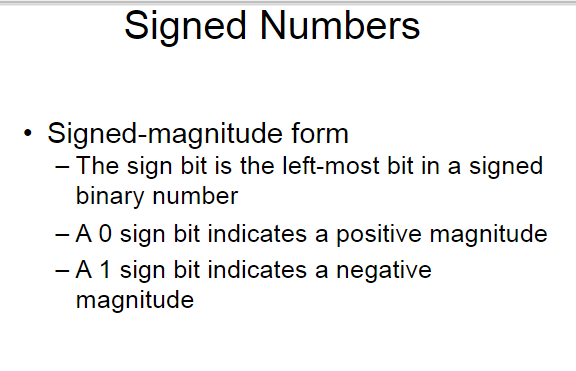 Signed Numbers
• Signed-magnitude form
– The sign bit is the left-most bit in a signed
binary number
– A 0 sign bit indicates a positive magnitude
– A 1 sign bit indicates a negative
magnitude